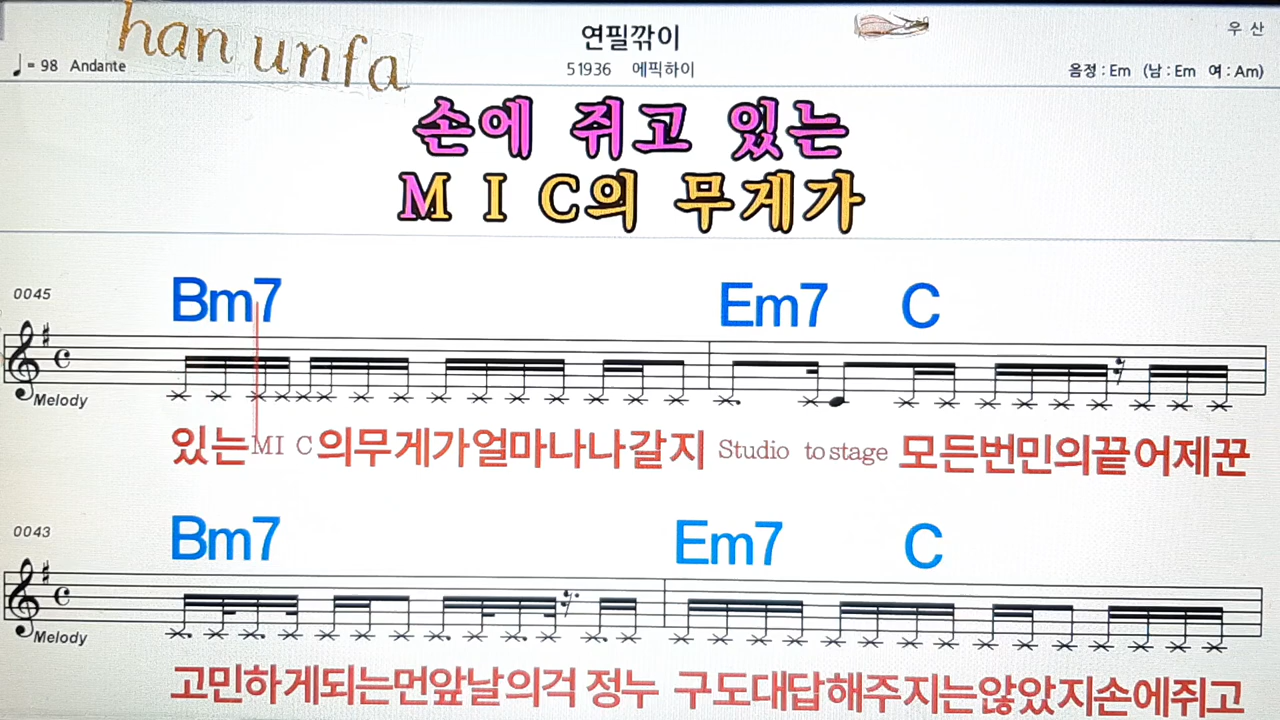 han unfa
연필깎이
우 산
♩= 98 Andante
51936 에픽하이
음정 : Em (남 : Em 여 : Am)
손에 쥐고 있는
M I C의 무게가
Bm7 Em7 C
0045
Melody
있는MI C의무게가얼마나나갈지 Studio to stage 모든번민의끝어제꾼
Bm7 Em7 C
0043
Melody
고민하게되는먼앞날의걱 정누 구도대답해주지는않았지손에쥐고